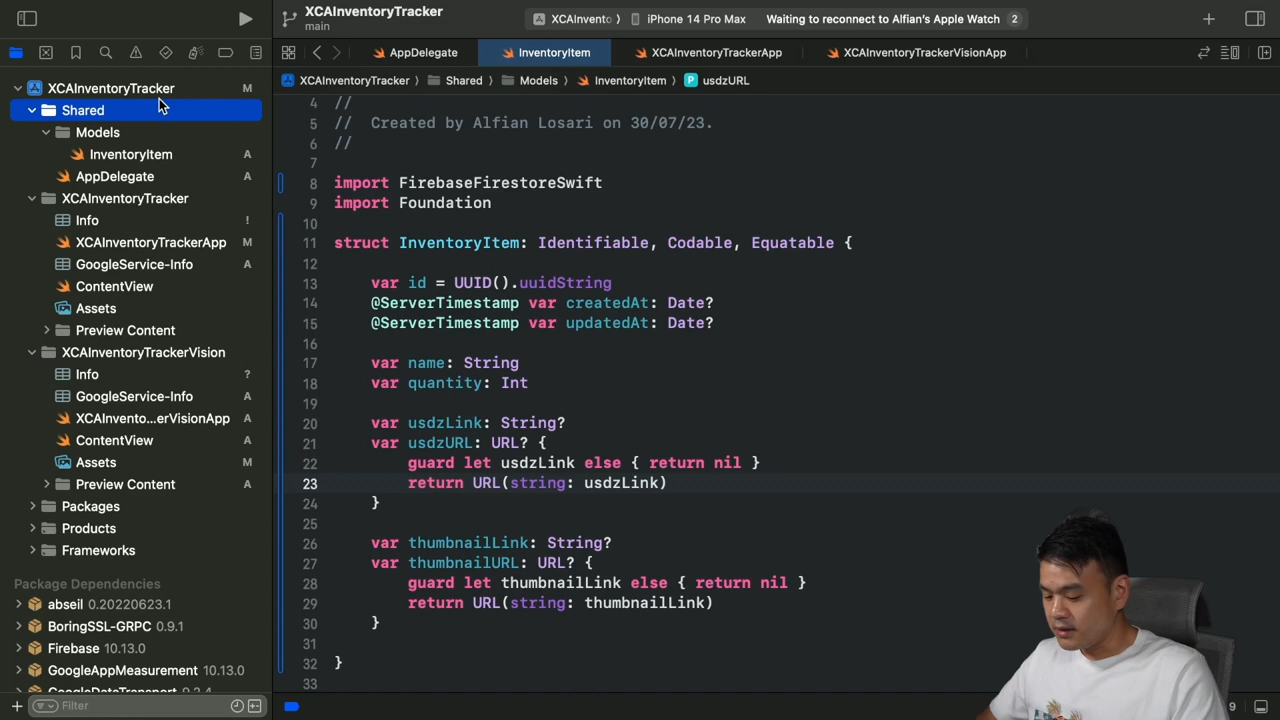 XCAInventoryTracker
main
XCAInvento 〉 iPhone 14 Pro Max Waiting to reconnect to Alfian's Apple Watch 2
AppDelegate InventoryItem XCAInventoryTrackerApp XCAInventoryTrackerVisionApp
XCAInventoryTracker 〉 Shared 〉 Models 〉 InventoryItem 〉 P usdzURL
XCAInventoryTracker M
Shared
Models
InventoryItem A
AppDelegate A
XCAInventoryTracker
Info !
XCAInventoryTrackerApp M
GoogleService-Info A
ContentView
Assets
Preview Content
XCAInventoryTrackerVision
Info ?
GoogleService-Info A
XCAInvento...erVisionApp A
ContentView A
Assets M
Preview Content
Packages
Products
Frameworks
Package Dependencies
abseil 0.20220623.1
BoringSSL-GRPC 0.9.1
Firebase 10.13.0
GoogleAppMeasurement 10.13.0
GoogleDataTransport 9.2.4
Filter
4 //
5 // Created by Alfian Losari on 30/07/23.
6 //
7
8 import FirebaseFirestoreSwift
9 import Foundation
10
11 struct InventoryItem: Identifiable, Codable, Equatable {
12
13 var id = UUID().uuidString
14 @ServerTimestamp var createdAt: Date?
15 @ServerTimestamp var updatedAt: Date?
16
17 var name: String
18 var quantity: Int
19
20 var usdzLink: String?
21 var usdzURL: URL? {
22 guard let usdzLink else { return nil }
23 return URL(string: usdzLink)
24 }
25
26 var thumbnailLink: String?
27 var thumbnailURL: URL? {
28 guard let thumbnailLink else { return nil }
29 return URL(string: thumbnailLink)
30 }
31
32 }
33